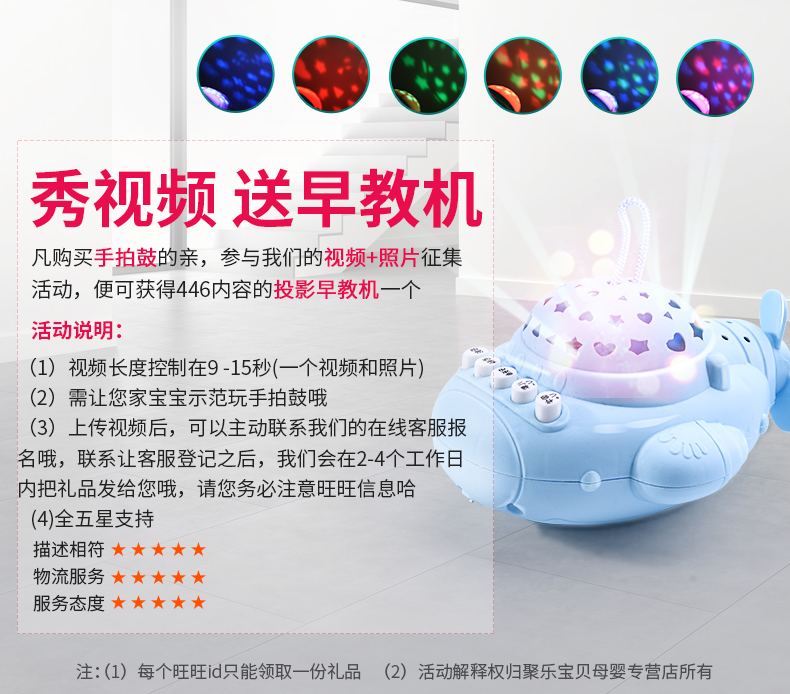 秀视频 送早教机
凡购买手拍鼓的亲，参与我们的视频+照片征集
活动，便可获得446内容的投影早教机一个
活动说明：
（1）视频长度控制在9 -15秒(一个视频和照片)
（2）需让您家宝宝示范玩手拍鼓哦
（3）上传视频后，可以主动联系我们的在线客服报
名哦，联系让客服登记之后，我们会在2-4个工作日
内把礼品发给您哦，请您务必注意旺旺信息哈
(4)全五星支持
描述相符 ★★★★★
物流服务 ★★★★★
服务态度 ★★★★★
注:（1）每个旺旺id只能领取一份礼品 （2）活动解释权归聚乐宝贝母婴专营店所有